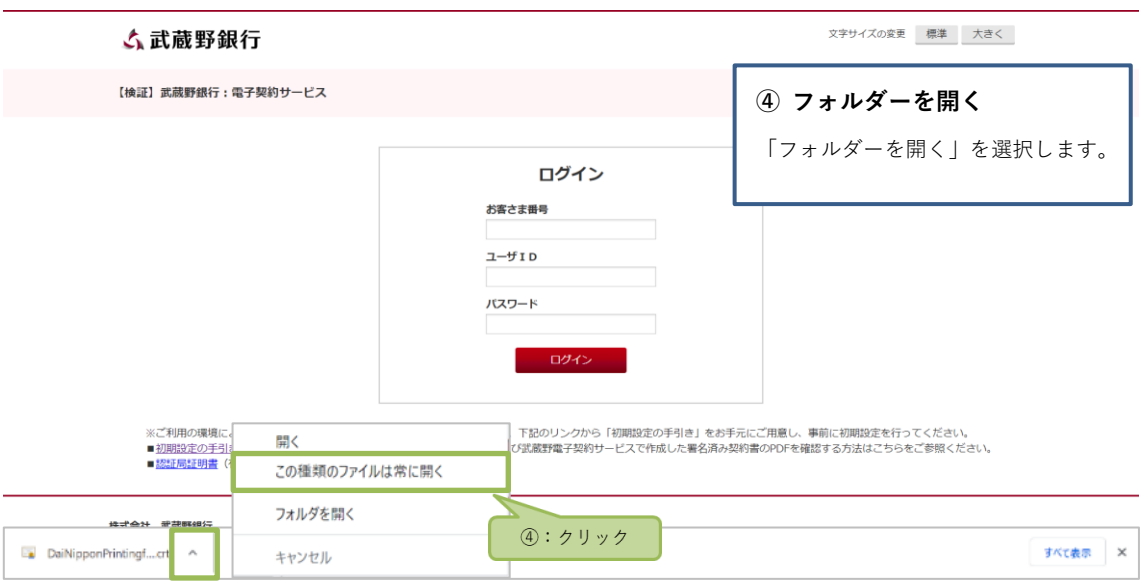 武蔵野銀行
文字サイズの変更 標準 大きく
【検証】武蔵野銀行：電子契約サービス
④ フォルダーを開く
「フォルダーを開く」を選択します。
ログイン
お客さま番号
ユーザＩＤ
パスワード
ログイン
※ご利用の環境に 下記のリンクから「初期設定の手引き」をお手元にご用意し、事前に初期設定を行ってください。
■初期設定の手引き び武蔵野電子契約サービスで作成した署名済み契約書のPDFを確認する方法はこちらをご参照ください。
■認証局証明書
開く
この種類のファイルは常に開く
フォルダを開く
キャンセル
④：クリック
株式会社 武蔵野銀行
DaiNipponPrintingf....crt
すべて表示